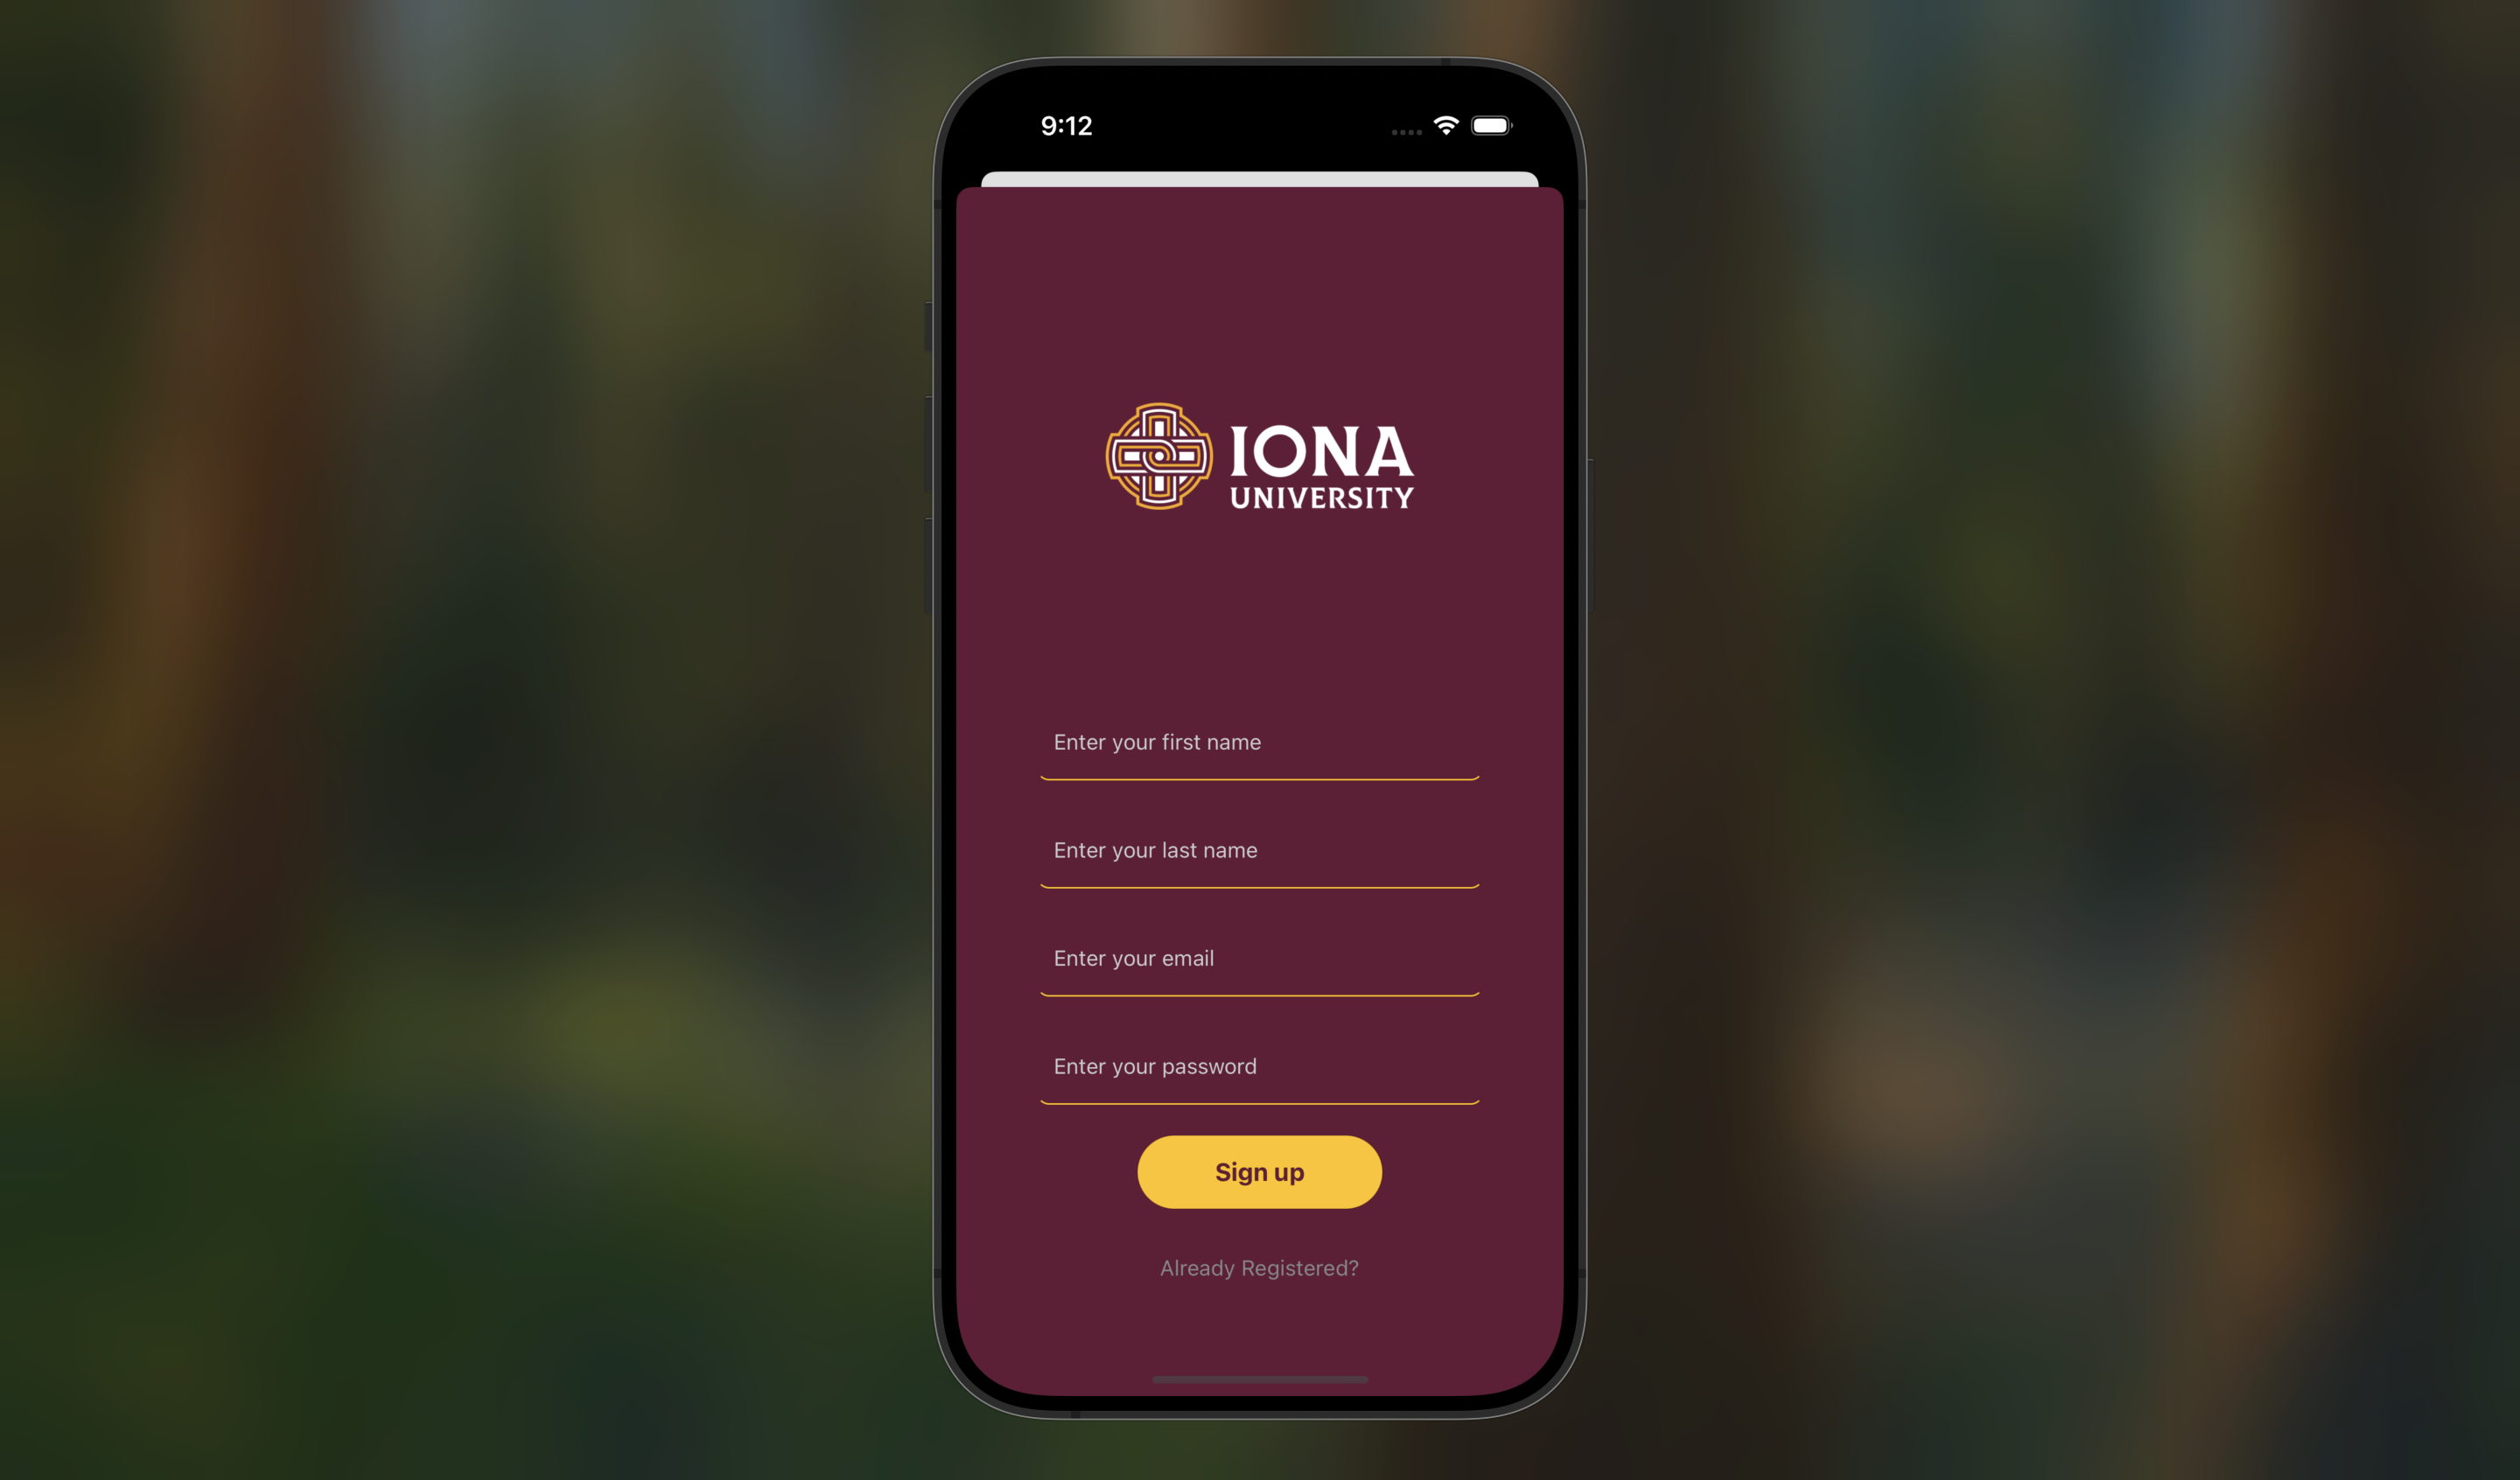 9:12
IONA
UNIVERSITY
Enter your first name
Enter your last name
Enter your email
Enter your password
Sign up
Already Registered?